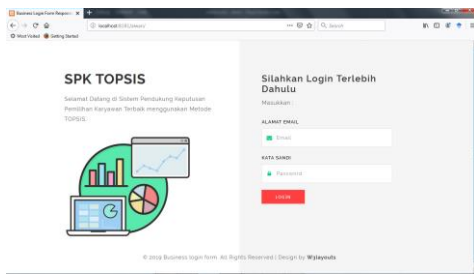 Business Login Form Respons
localhost
Search
Most Visited
Getting Started
SPK TOPSIS
Selamat Datang di Sistem Pendukung Keputusan
Pemilihan Karyawan Terbaik menggunakan Metode
TOPSIS.
Silahkan Login Terlebih
Dahulu
Masukkan :
ALAMAT EMAIL
Email
KATA SANDI
Password
LOGIN
© 2019 Business login form. All Rights Reserved | Design by W3layouts